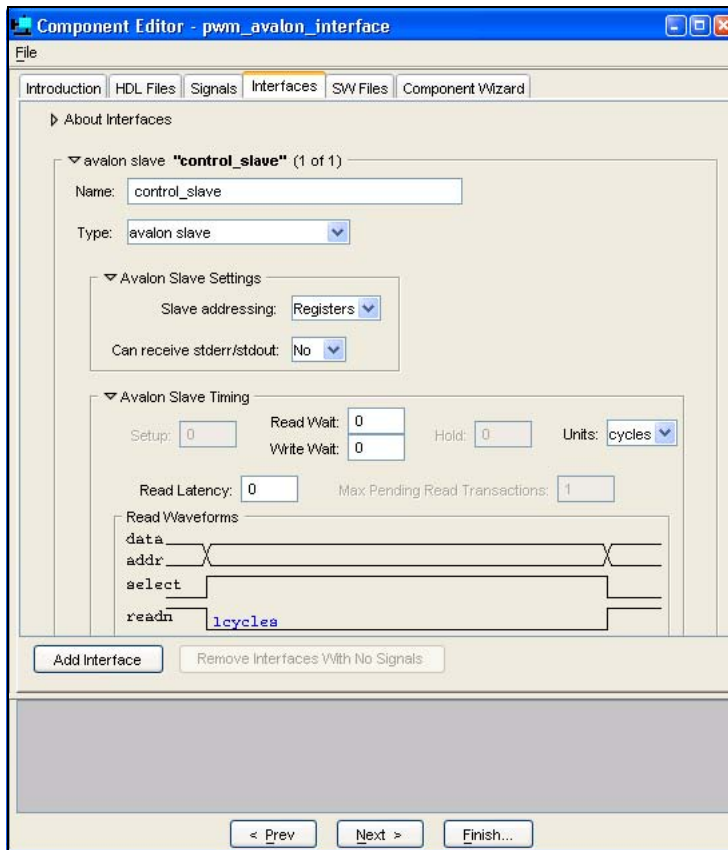 Component Editor - pwm_avalon_interface
File
Introduction HDL Files Signals Interfaces SW Files Component Wizard
About Interfaces
avalon slave "control_slave" (1 of 1)
Name: control_slave
Type: avalon slave
Avalon Slave Settings
Slave addressing: Registers
Can receive stderr/stdout: No
Avalon Slave Timing
Setup: 0 Read Wait: 0 Hold: 0 Units: cycles
Write Wait: 0
Read Latency: 0 Max Pending Read Transactions: 1
Read Waveforms
data
addr
select
readn 1cycles
Add Interface Remove Interfaces With No Signals
< Prev Next > Finish...